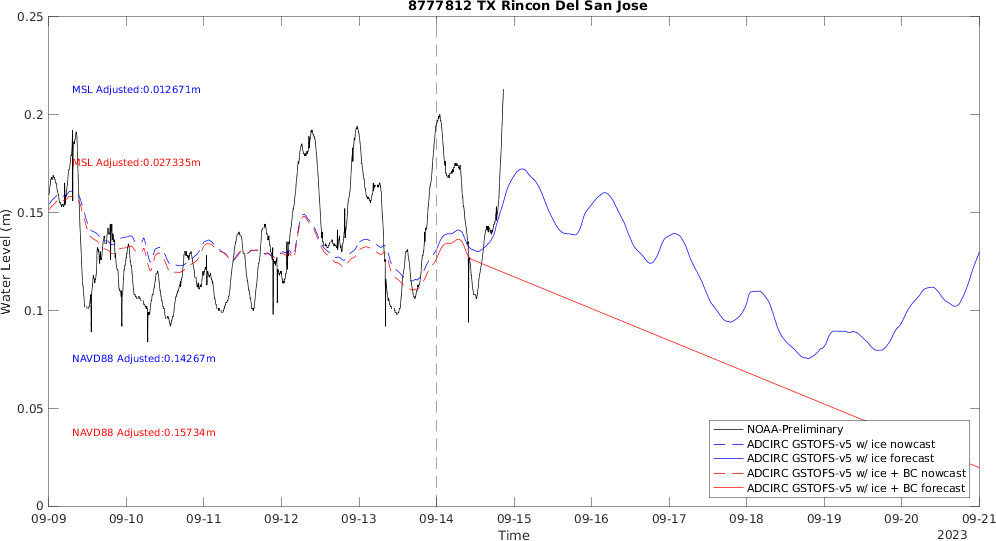 8777812 TX Rincon Del San Jose
0.25
0.2
0.15
0.1
0.05
0
Water Level (m)
MSL Adjusted:0.012671m
MSL Adjusted:0.027335m
NAVD88 Adjusted:0.14267m
NAVD88 Adjusted:0.15734m
NOAA-Preliminary
ADCIRC GSTOFS-v5 w/ ice nowcast
ADCIRC GSTOFS-v5 w/ ice forecast
ADCIRC GSTOFS-v5 w/ ice + BC nowcast
ADCIRC GSTOFS-v5 w/ ice + BC forecast
09-09 09-10 09-11 09-12 09-13 09-14 09-15 09-16 09-17 09-18 09-19 09-20 09-21
Time
2023